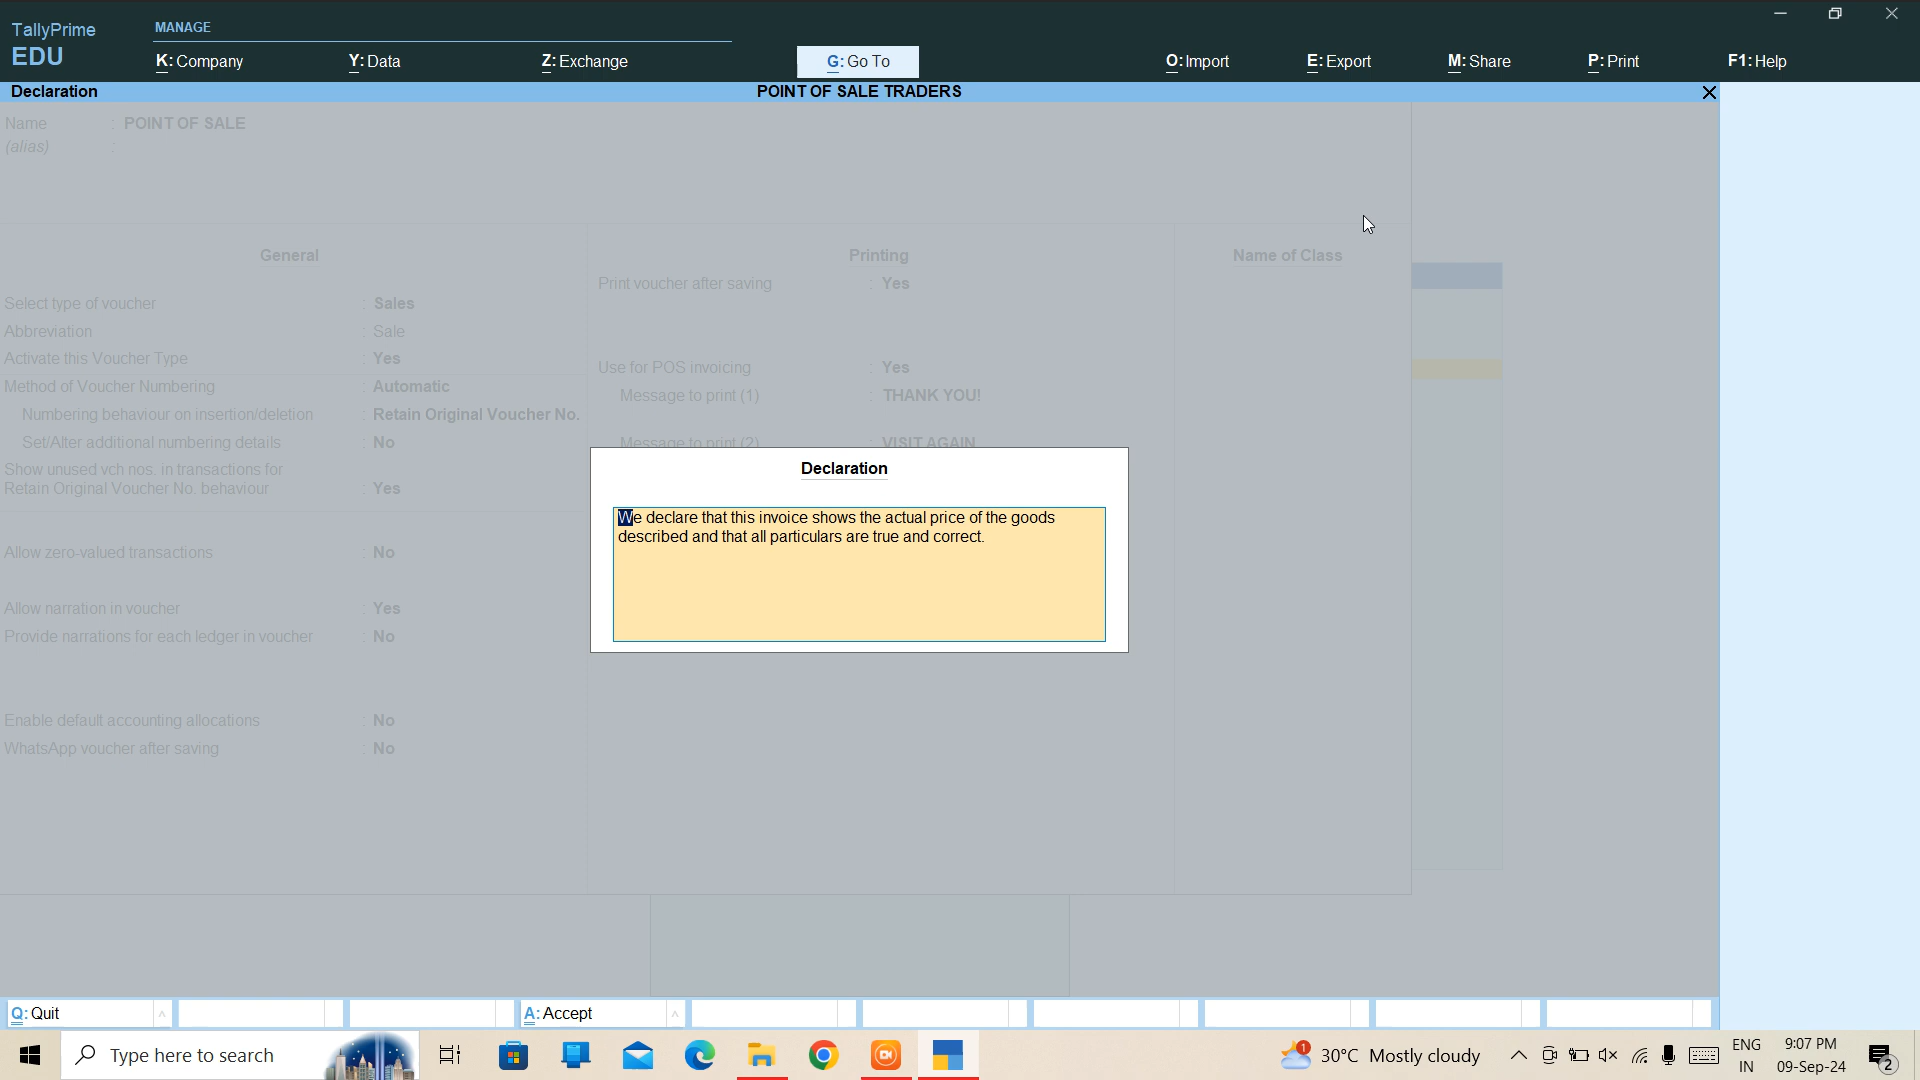 TallyPrime
EDU
MANAGE
K: Company
Y: Data
Z: Exchange
G: Go To
O: Import
E: Export
M: Share
P: Print
F1: Help
Declaration
POINT OF SALE TRADERS
Name : POINT OF SALE
(alias) :
General
Printing
Name of Class
Select type of voucher : Sales
Abbreviation : Sale
Activate this Voucher Type : Yes
Method of Voucher Numbering : Automatic
Numbering behaviour on insertion/deletion : Retain Original Voucher No.
Set/Alter additional numbering details : No
Show unused vch nos. in transactions for
Retain Original Voucher No. behaviour : Yes
Allow zero-valued transactions : No
Allow narration in voucher : Yes
Provide narrations for each ledger in voucher : No
Enable default accounting allocations : No
WhatsApp voucher after saving : No
Print voucher after saving : Yes
Use for POS invoicing : Yes
Message to print (1) : THANK YOU!
Message to print (2) : VISIT AGAIN
Declaration
We declare that this invoice shows the actual price of the goods
described and that all particulars are true and correct.
Q: Quit
A: Accept
Type here to search
1
30°C Mostly cloudy
ENG
IN
9:07 PM
09-Sep-24
2